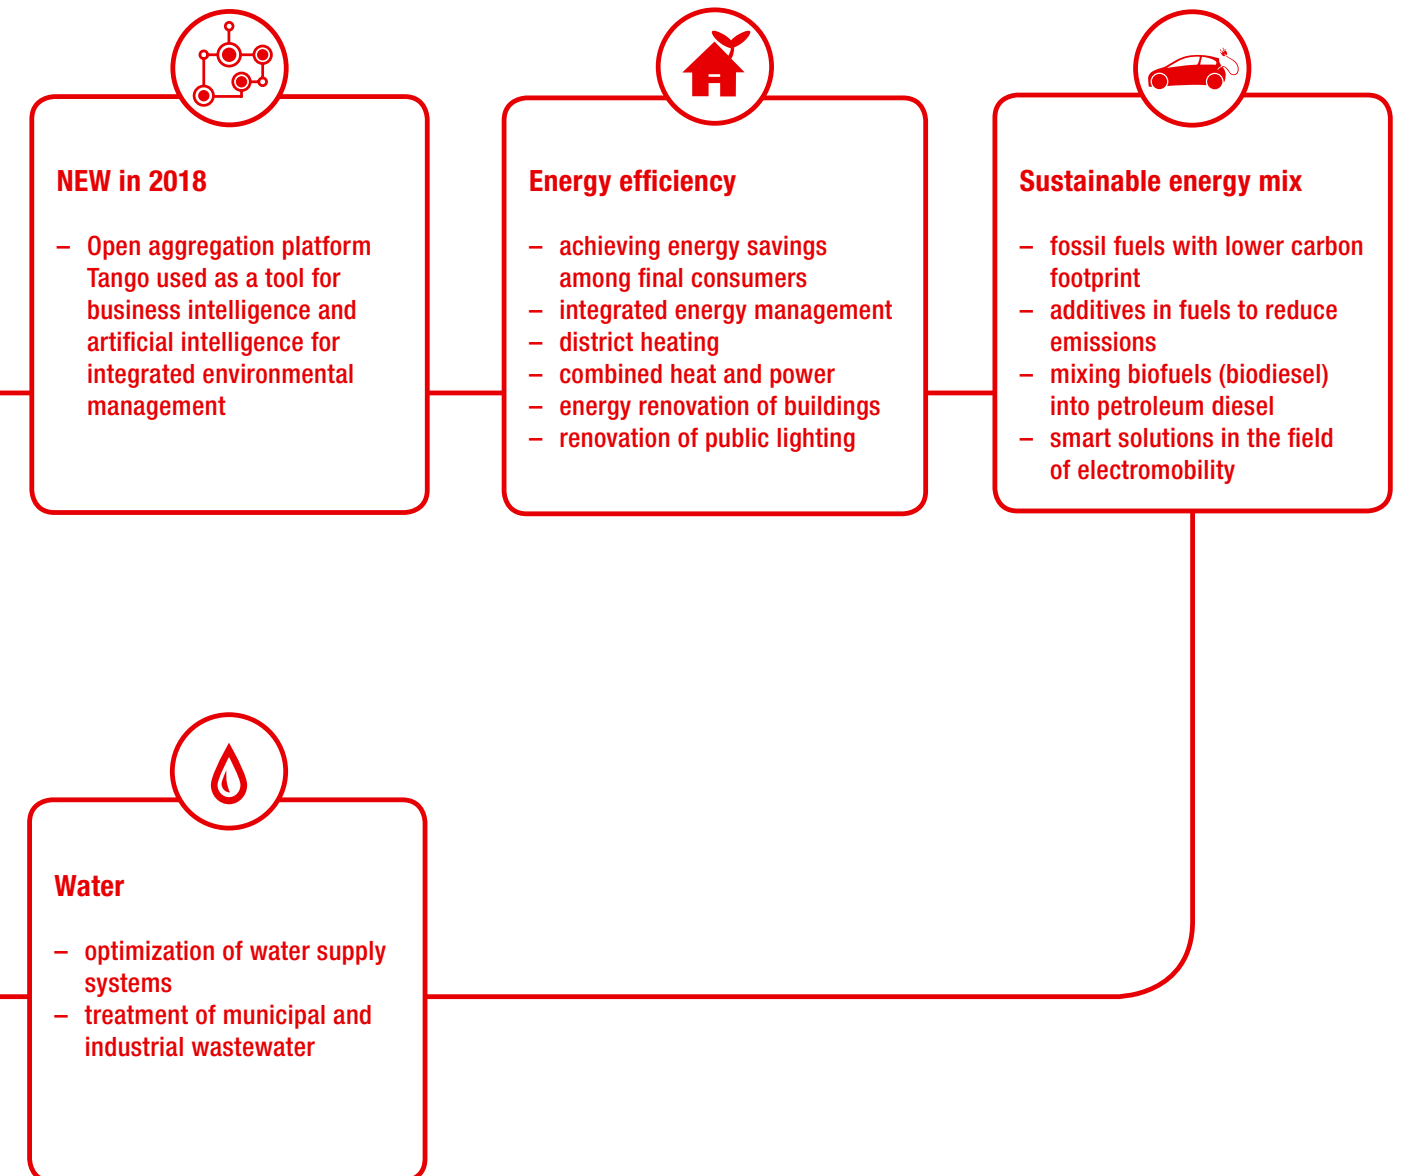 NEW in 2018
– Open aggregation platform
Tango used as a tool for
business intelligence and
artificial intelligence for
integrated environmental
management
Energy efficiency
– achieving energy savings
among final consumers
– integrated energy management
– district heating
– combined heat and power
– energy renovation of buildings
– renovation of public lighting
Sustainable energy mix
– fossil fuels with lower carbon
footprint
– additives in fuels to reduce
emissions
– mixing biofuels (biodiesel)
into petroleum diesel
– smart solutions in the field
of electromobility
Water
– optimization of water supply
systems
– treatment of municipal and
industrial wastewater